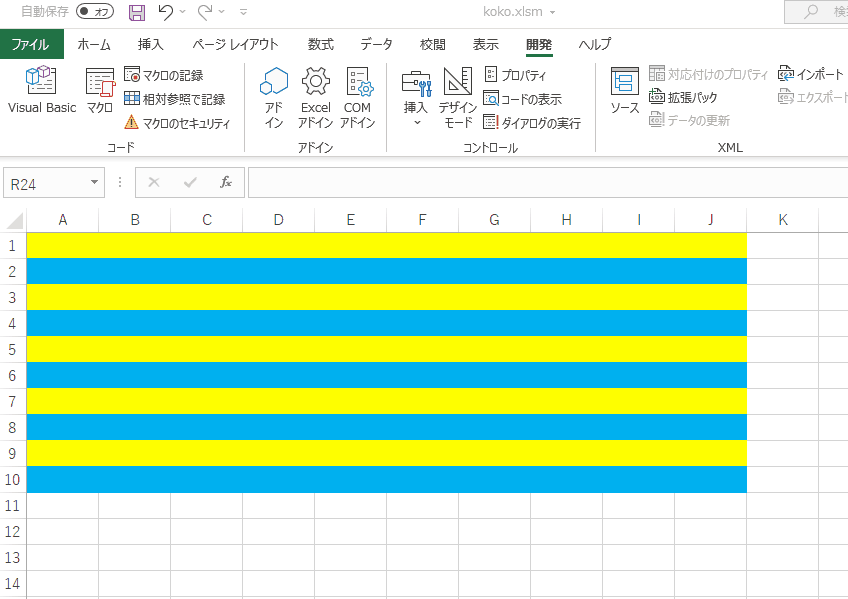 自動保存 オフ koko.xlsm 検
ファイル ホーム 挿入 ページ レイアウト 数式 データ 校閲 表示 開発 ヘルプ
Visual Basic
マクロ
マクロの記録
相対参照で記録
マクロのセキュリティ
コード
アド
イン
Excel
アドイン
COM
アドイン
アドイン
挿入
デザイン
モード
プロパティ
コードの表示
ダイアログの実行
コントロール
ソース
対応付けのプロパティ
拡張パック
データの更新
インポート
エクスポート
XML
R24 fx
A B C D E F G H I J K
1
2
3
4
5
6
7
8
9
10
11
12
13
14